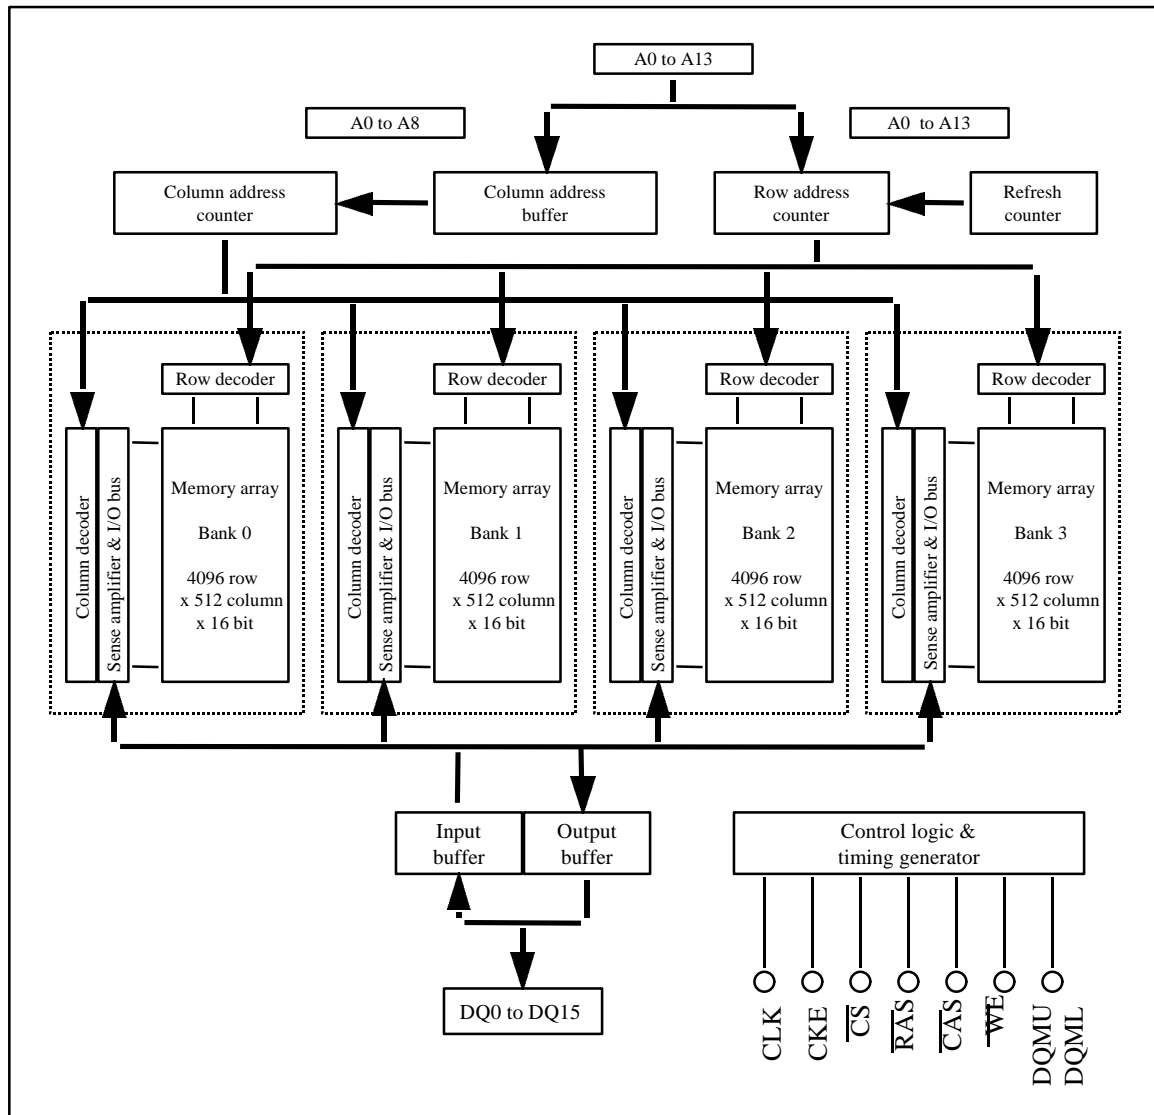 A0 to A13
A0 to A8
A0 to A13
Column address
counter
Column address
buffer
Row address
counter
Refresh
counter
Row decoder
Row decoder
Row decoder
Row decoder
Column decoder
Sense amplifier & I/O bus
Memory array
Bank 0
4096 row
x 512 column
x 16 bit
Column decoder
Sense amplifier & I/O bus
Memory array
Bank 1
4096 row
x 512 column
x 16 bit
Column decoder
Sense amplifier & I/O bus
Memory array
Bank 2
4096 row
x 512 column
x 16 bit
Column decoder
Sense amplifier & I/O bus
Memory array
Bank 3
4096 row
x 512 column
x 16 bit
Input
buffer
Output
buffer
Control logic &
timing generator
DQ0 to DQ15
CLK
CKE
C̅S̅
R̅A̅S̅
C̅A̅S̅
W̅E̅
DQMU
DQML